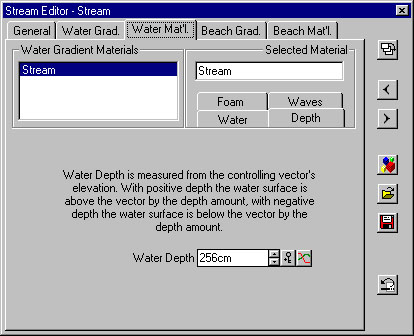 Stream Editor - Stream
General Water Grad. Water Mat'l. Beach Grad. Beach Mat'l.
Water Gradient Materials
Stream
Selected Material
Stream
Foam Waves
Water Depth
Water Depth is measured from the controlling vector's
elevation. With positive depth the water surface is
above the vector by the depth amount, with negative
depth the water surface is below the vector by the
depth amount.
Water Depth 256cm